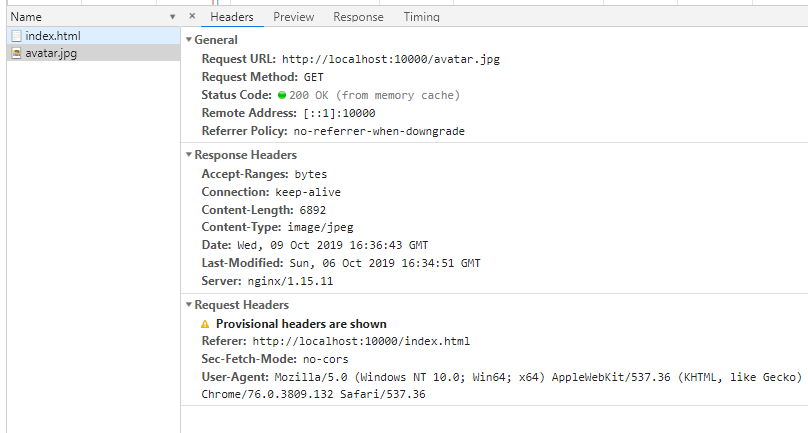 Name
Headers Preview Response Timing
index.html
avatar.jpg
General
Request URL: http://localhost:10000/avatar.jpg
Request Method: GET
Status Code: 200 OK (from memory cache)
Remote Address: [::1]:10000
Referrer Policy: no-referrer-when-downgrade
Response Headers
Accept-Ranges: bytes
Connection: keep-alive
Content-Length: 6892
Content-Type: image/jpeg
Date: Wed, 09 Oct 2019 16:36:43 GMT
Last-Modified: Sun, 06 Oct 2019 16:34:51 GMT
Server: nginx/1.15.11
Request Headers
Provisional headers are shown
Referer: http://localhost:10000/index.html
Sec-Fetch-Mode: no-cors
User-Agent: Mozilla/5.0 (Windows NT 10.0; Win64; x64) AppleWebKit/537.36 (KHTML, like Gecko)
Chrome/76.0.3809.132 Safari/537.36